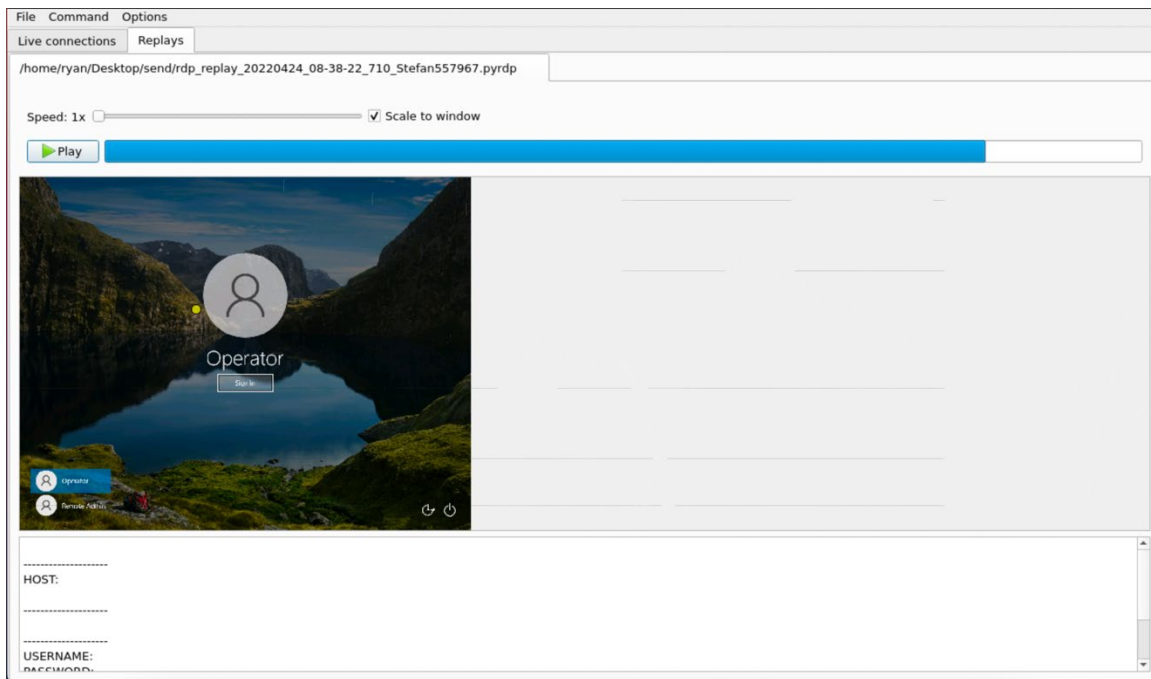 File Command Options
Live connections Replays
/home/ryan/Desktop/send/rdp_replay_20220424_08-38-22_710_Stefan557967.pyrdp
Speed: 1x Scale to window
Play
Operator
Sign in
Operator
Remote Admin
--------------------
HOST:
--------------------
--------------------
USERNAME:
PASSWORD: